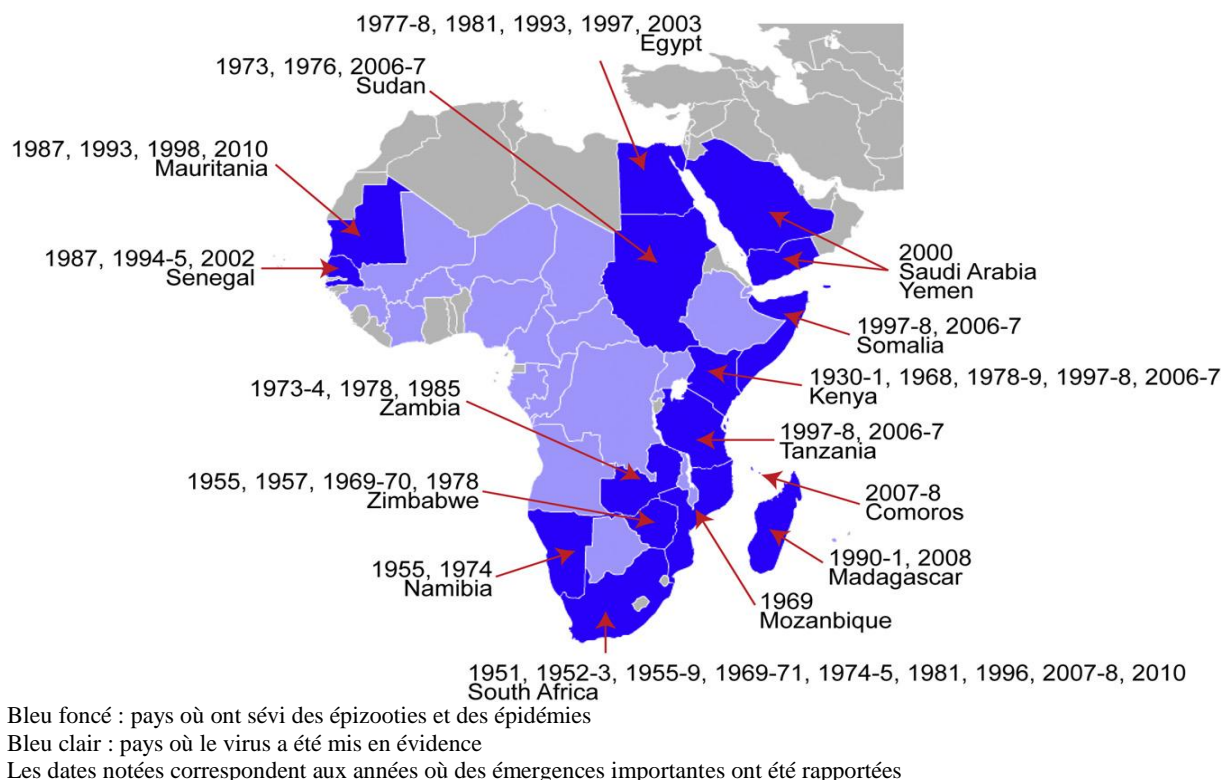 1977-8, 1981, 1993, 1997, 2003
Egypt
1973, 1976, 2006-7
Sudan
1987, 1993, 1998, 2010
Mauritania
1987, 1994-5, 2002
Senegal
2000
Saudi Arabia
Yemen
1997-8, 2006-7
Somalia
1930-1, 1968, 1978-9, 1997-8, 2006-7
Kenya
1973-4, 1978, 1985
Zambia
1997-8, 2006-7
Tanzania
1955, 1957, 1969-70, 1978
Zimbabwe
2007-8
Comoros
1955, 1974
Namibia
1990-1, 2008
Madagascar
1969
Mozanbique
1951, 1952-3, 1955-9, 1969-71, 1974-5, 1981, 1996, 2007-8, 2010
South Africa
Bleu foncé : pays où ont sévi des épizooties et des épidémies
Bleu clair : pays où le virus a été mis en évidence
Les dates notées correspondent aux années où des émergences importantes ont été rapportées